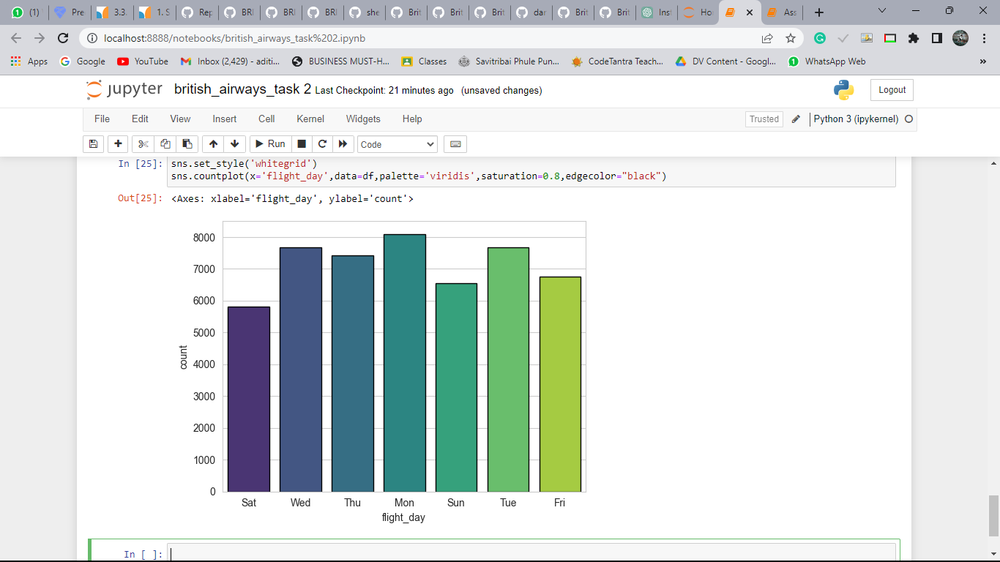 (1) Pre 3.3. 1. S Rep BRI BRI BRI she Brit Brit Brit dar Brit Brit Inst Ho Ass
localhost:8888/notebooks/british_airways_task%202.ipynb
Apps Google YouTube Inbox (2,429) - aditi... BUSINESS MUST-H... Classes Savitribai Phule Pun... CodeTantra Teach... DV Content - Googl... WhatsApp Web »
jupyter british_airways_task 2 Last Checkpoint: 21 minutes ago (unsaved changes) Logout
File Edit View Insert Cell Kernel Widgets Help Trusted Python 3 (ipykernel)
Run Code
In [25]: sns.set_style('whitegrid')
sns.countplot(x='flight_day',data=df,palette='viridis',saturation=0.8,edgecolor="black")
Out[25]: <Axes: xlabel='flight_day', ylabel='count'>
8000
7000
6000
5000
4000
3000
2000
1000
0
count
Sat Wed Thu Mon Sun Tue Fri
flight_day
In [ ]: